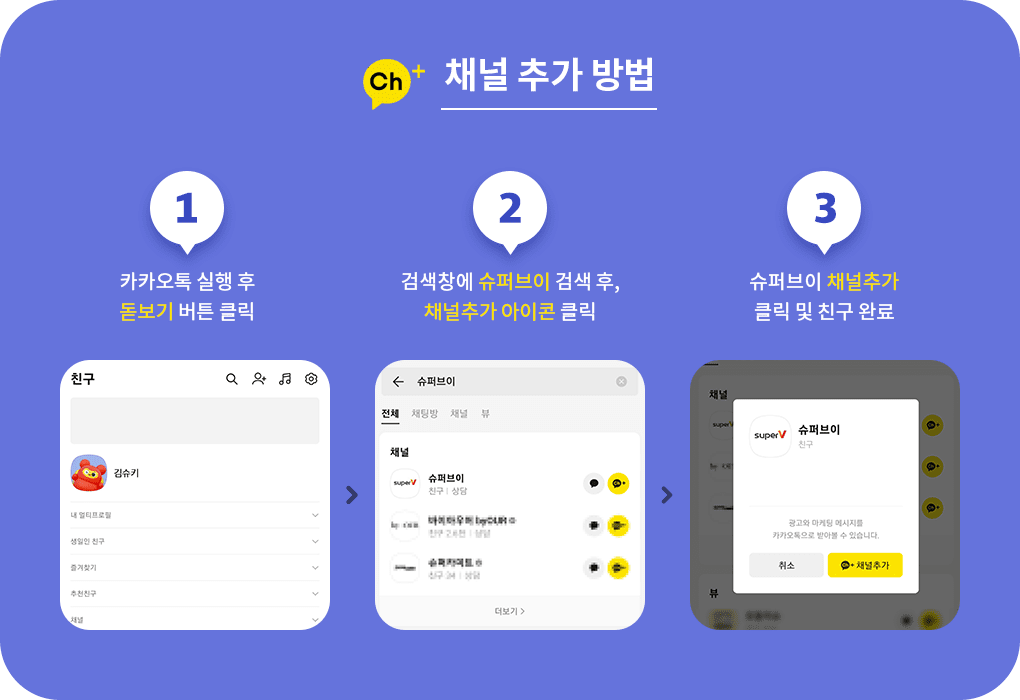 Ch+ 채널 추가 방법
1
카카오톡 실행 후
돋보기 버튼 클릭
2
검색창에 슈퍼브이 검색 후,
채널추가 아이콘 클릭
3
슈퍼브이 채널추가
클릭 및 친구 완료
친구
김슈키
내 멀티프로필
생일인 친구
즐겨찾기
추천친구
채널
슈퍼브이
전체 채팅방 채널 뷰
채널
superV 슈퍼브이
친구 | 상담
더보기
채널
superV 슈퍼브이
친구
광고와 마케팅 메시지를
카카오톡으로 받아볼 수 있습니다.
취소 Ch+ 채널추가
뷰